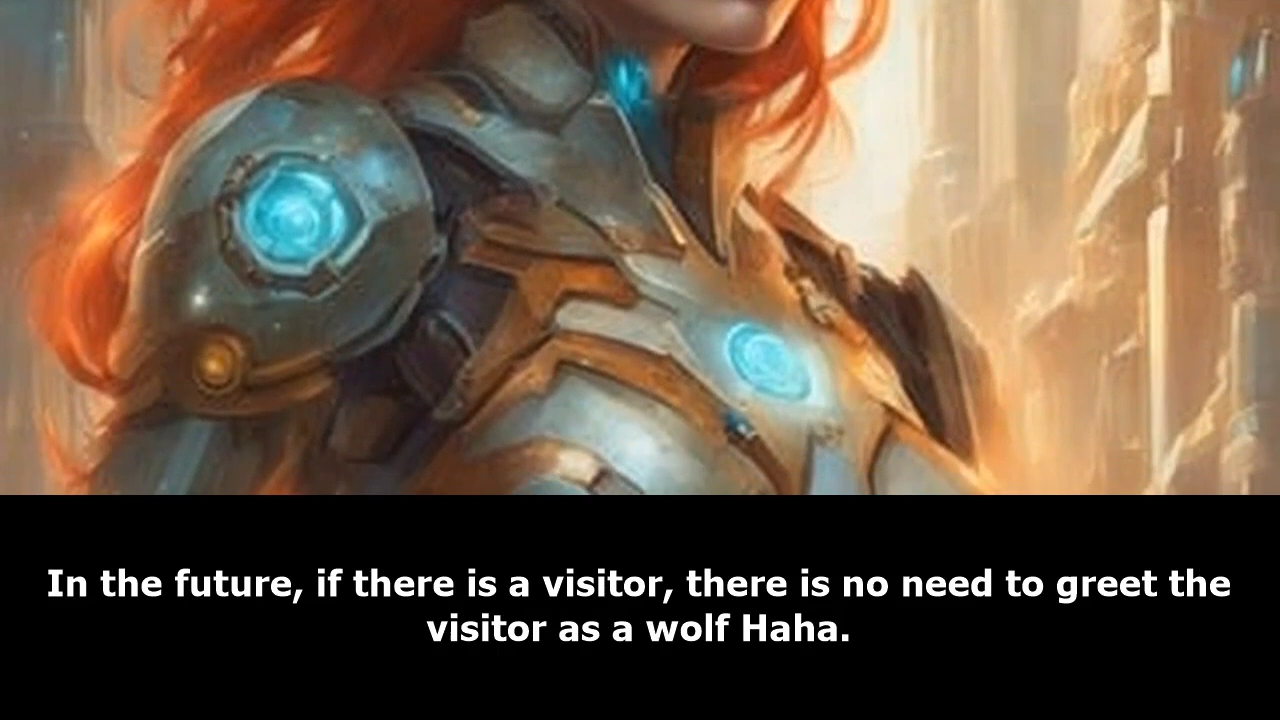 In the future, if there is a visitor, there is no need to greet the
visitor as a wolf Haha.